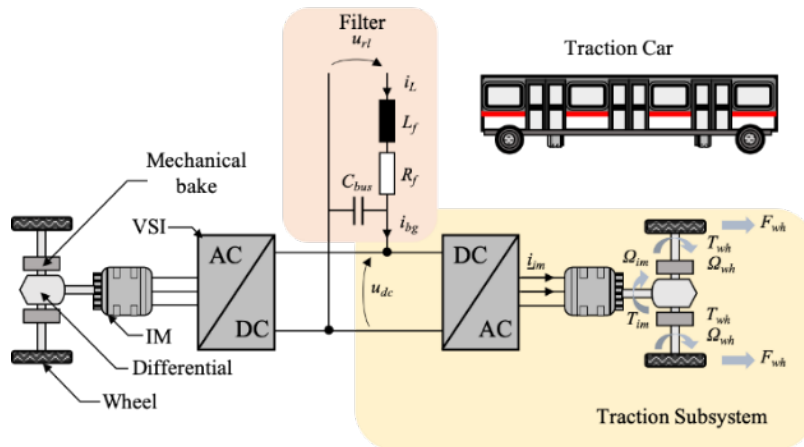 Filter
u_rl
Traction Car
i_L
L_f
Mechanical
bake
C_bus
R_f
VSI
i_bg
F_wh
AC
DC
Ω_im
T_wh
Ω_wh
i_im
u_dc
DC
AC
T_im
T_wh
Ω_wh
IM
Differential
F_wh
Wheel
Traction Subsystem